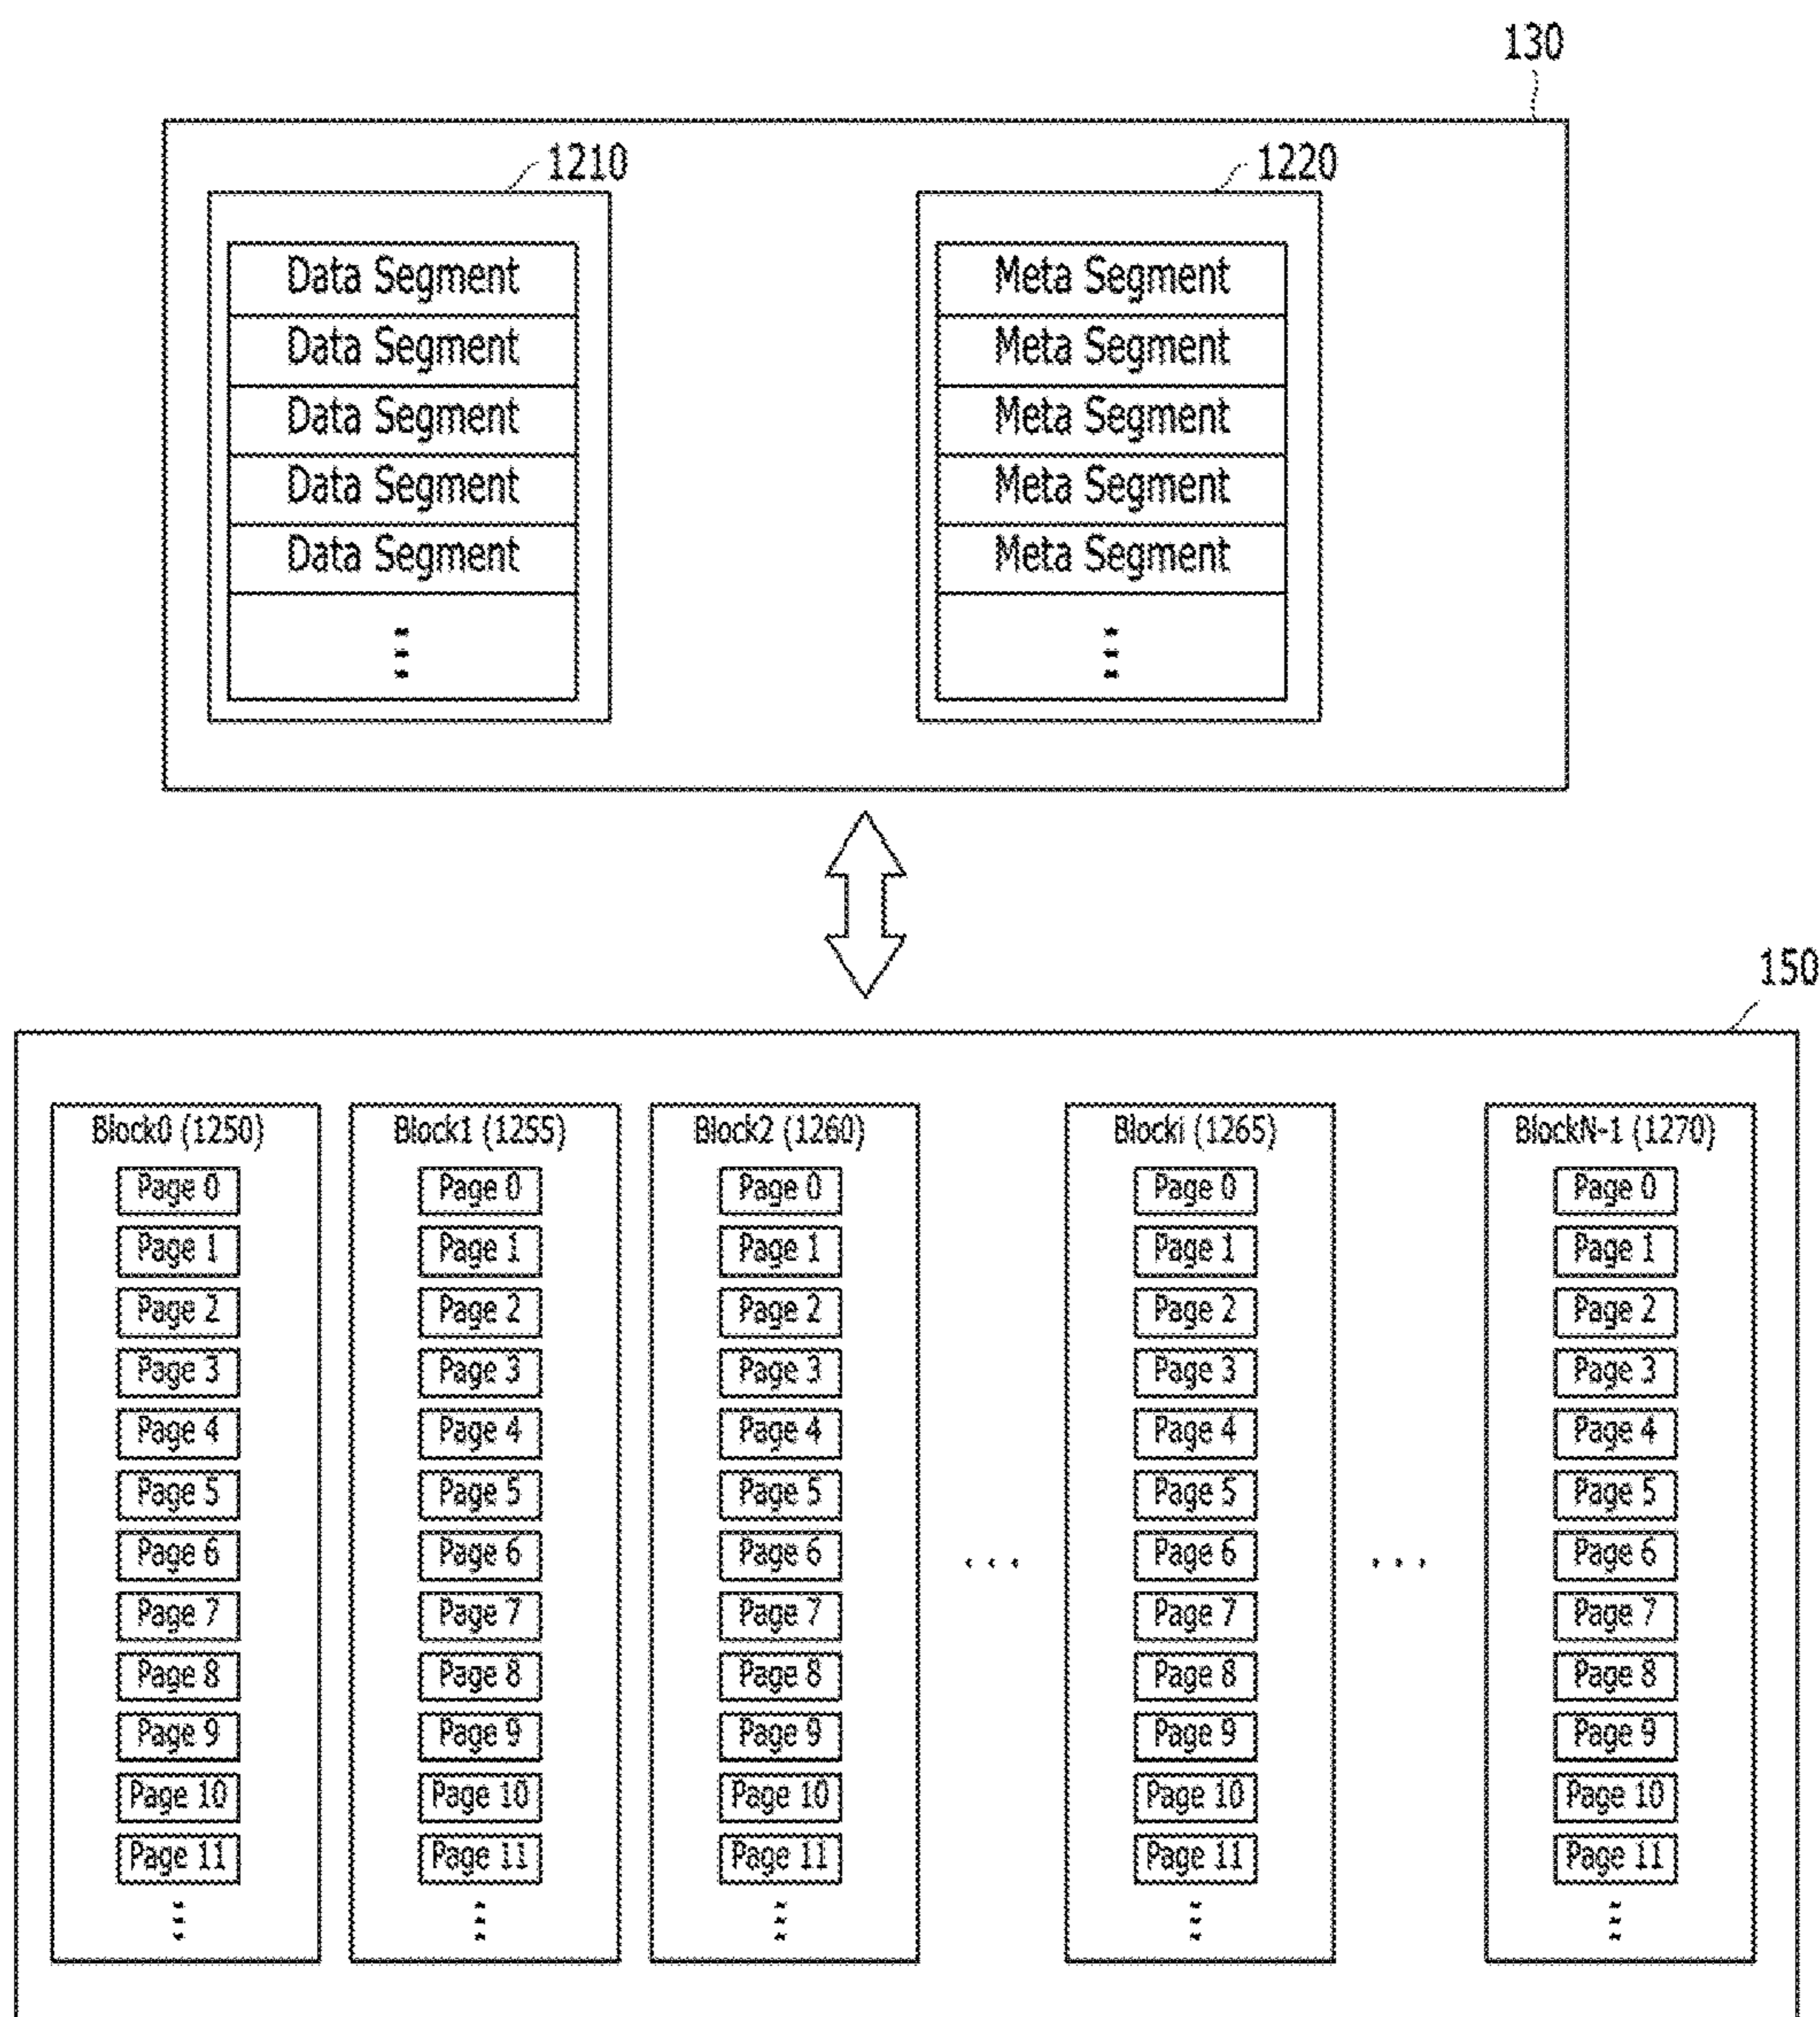 130
1210 1220
Data Segment Meta Segment
Data Segment Meta Segment
Data Segment Meta Segment
Data Segment Meta Segment
Data Segment Meta Segment
150
Block0 (1250) Block1 (1255) Block2 (1260) Blocki (1265) BlockN-1 (1270)
Page 0 Page 0 Page 0 Page 0 Page 0
Page 1 Page 1 Page 1 Page 1 Page 1
Page 2 Page 2 Page 2 Page 2 Page 2
Page 3 Page 3 Page 3 Page 3 Page 3
Page 4 Page 4 Page 4 Page 4 Page 4
Page 5 Page 5 Page 5 Page 5 Page 5
Page 6 Page 6 Page 6 ... Page 6 ... Page 6
Page 7 Page 7 Page 7 Page 7 Page 7
Page 8 Page 8 Page 8 Page 8 Page 8
Page 9 Page 9 Page 9 Page 9 Page 9
Page 10 Page 10 Page 10 Page 10 Page 10
Page 11 Page 11 Page 11 Page 11 Page 11